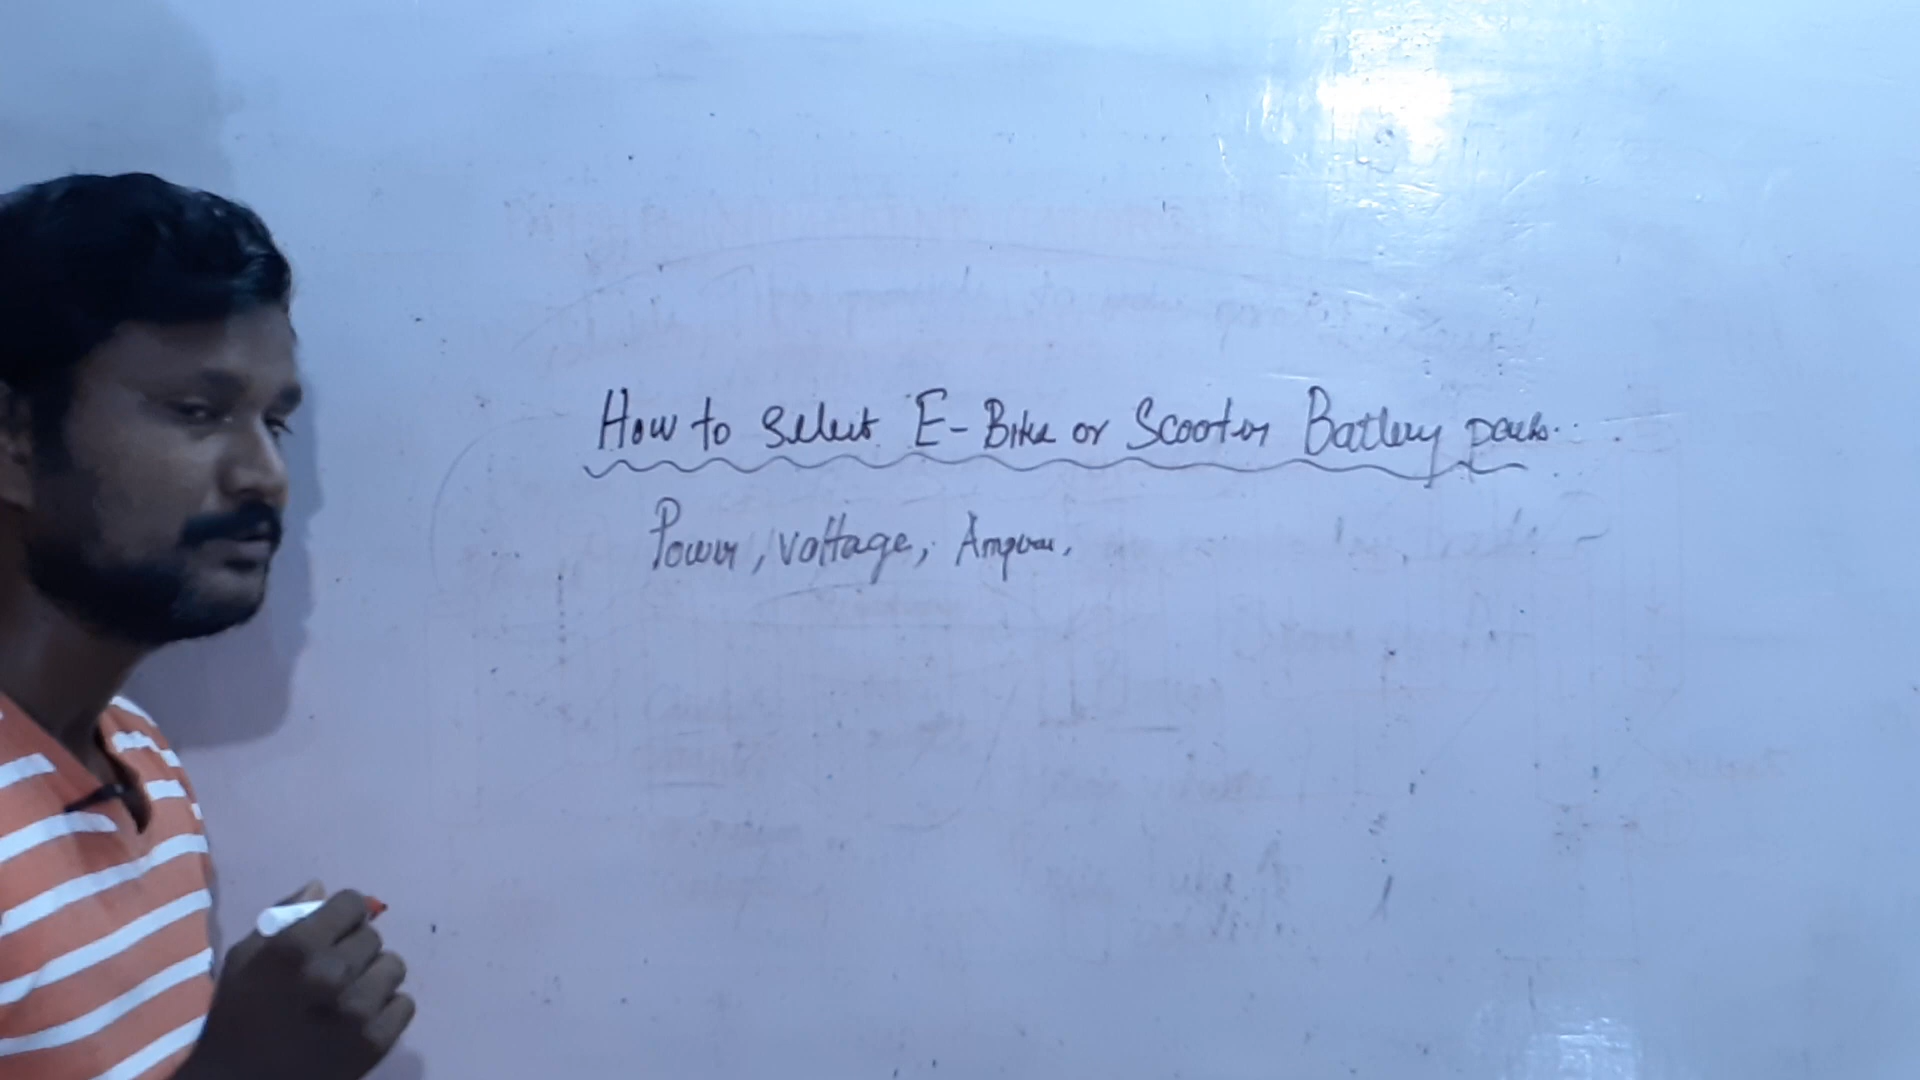 How to Select E-Bike or Scooter Battery pack..
Power, voltage, Ampere.